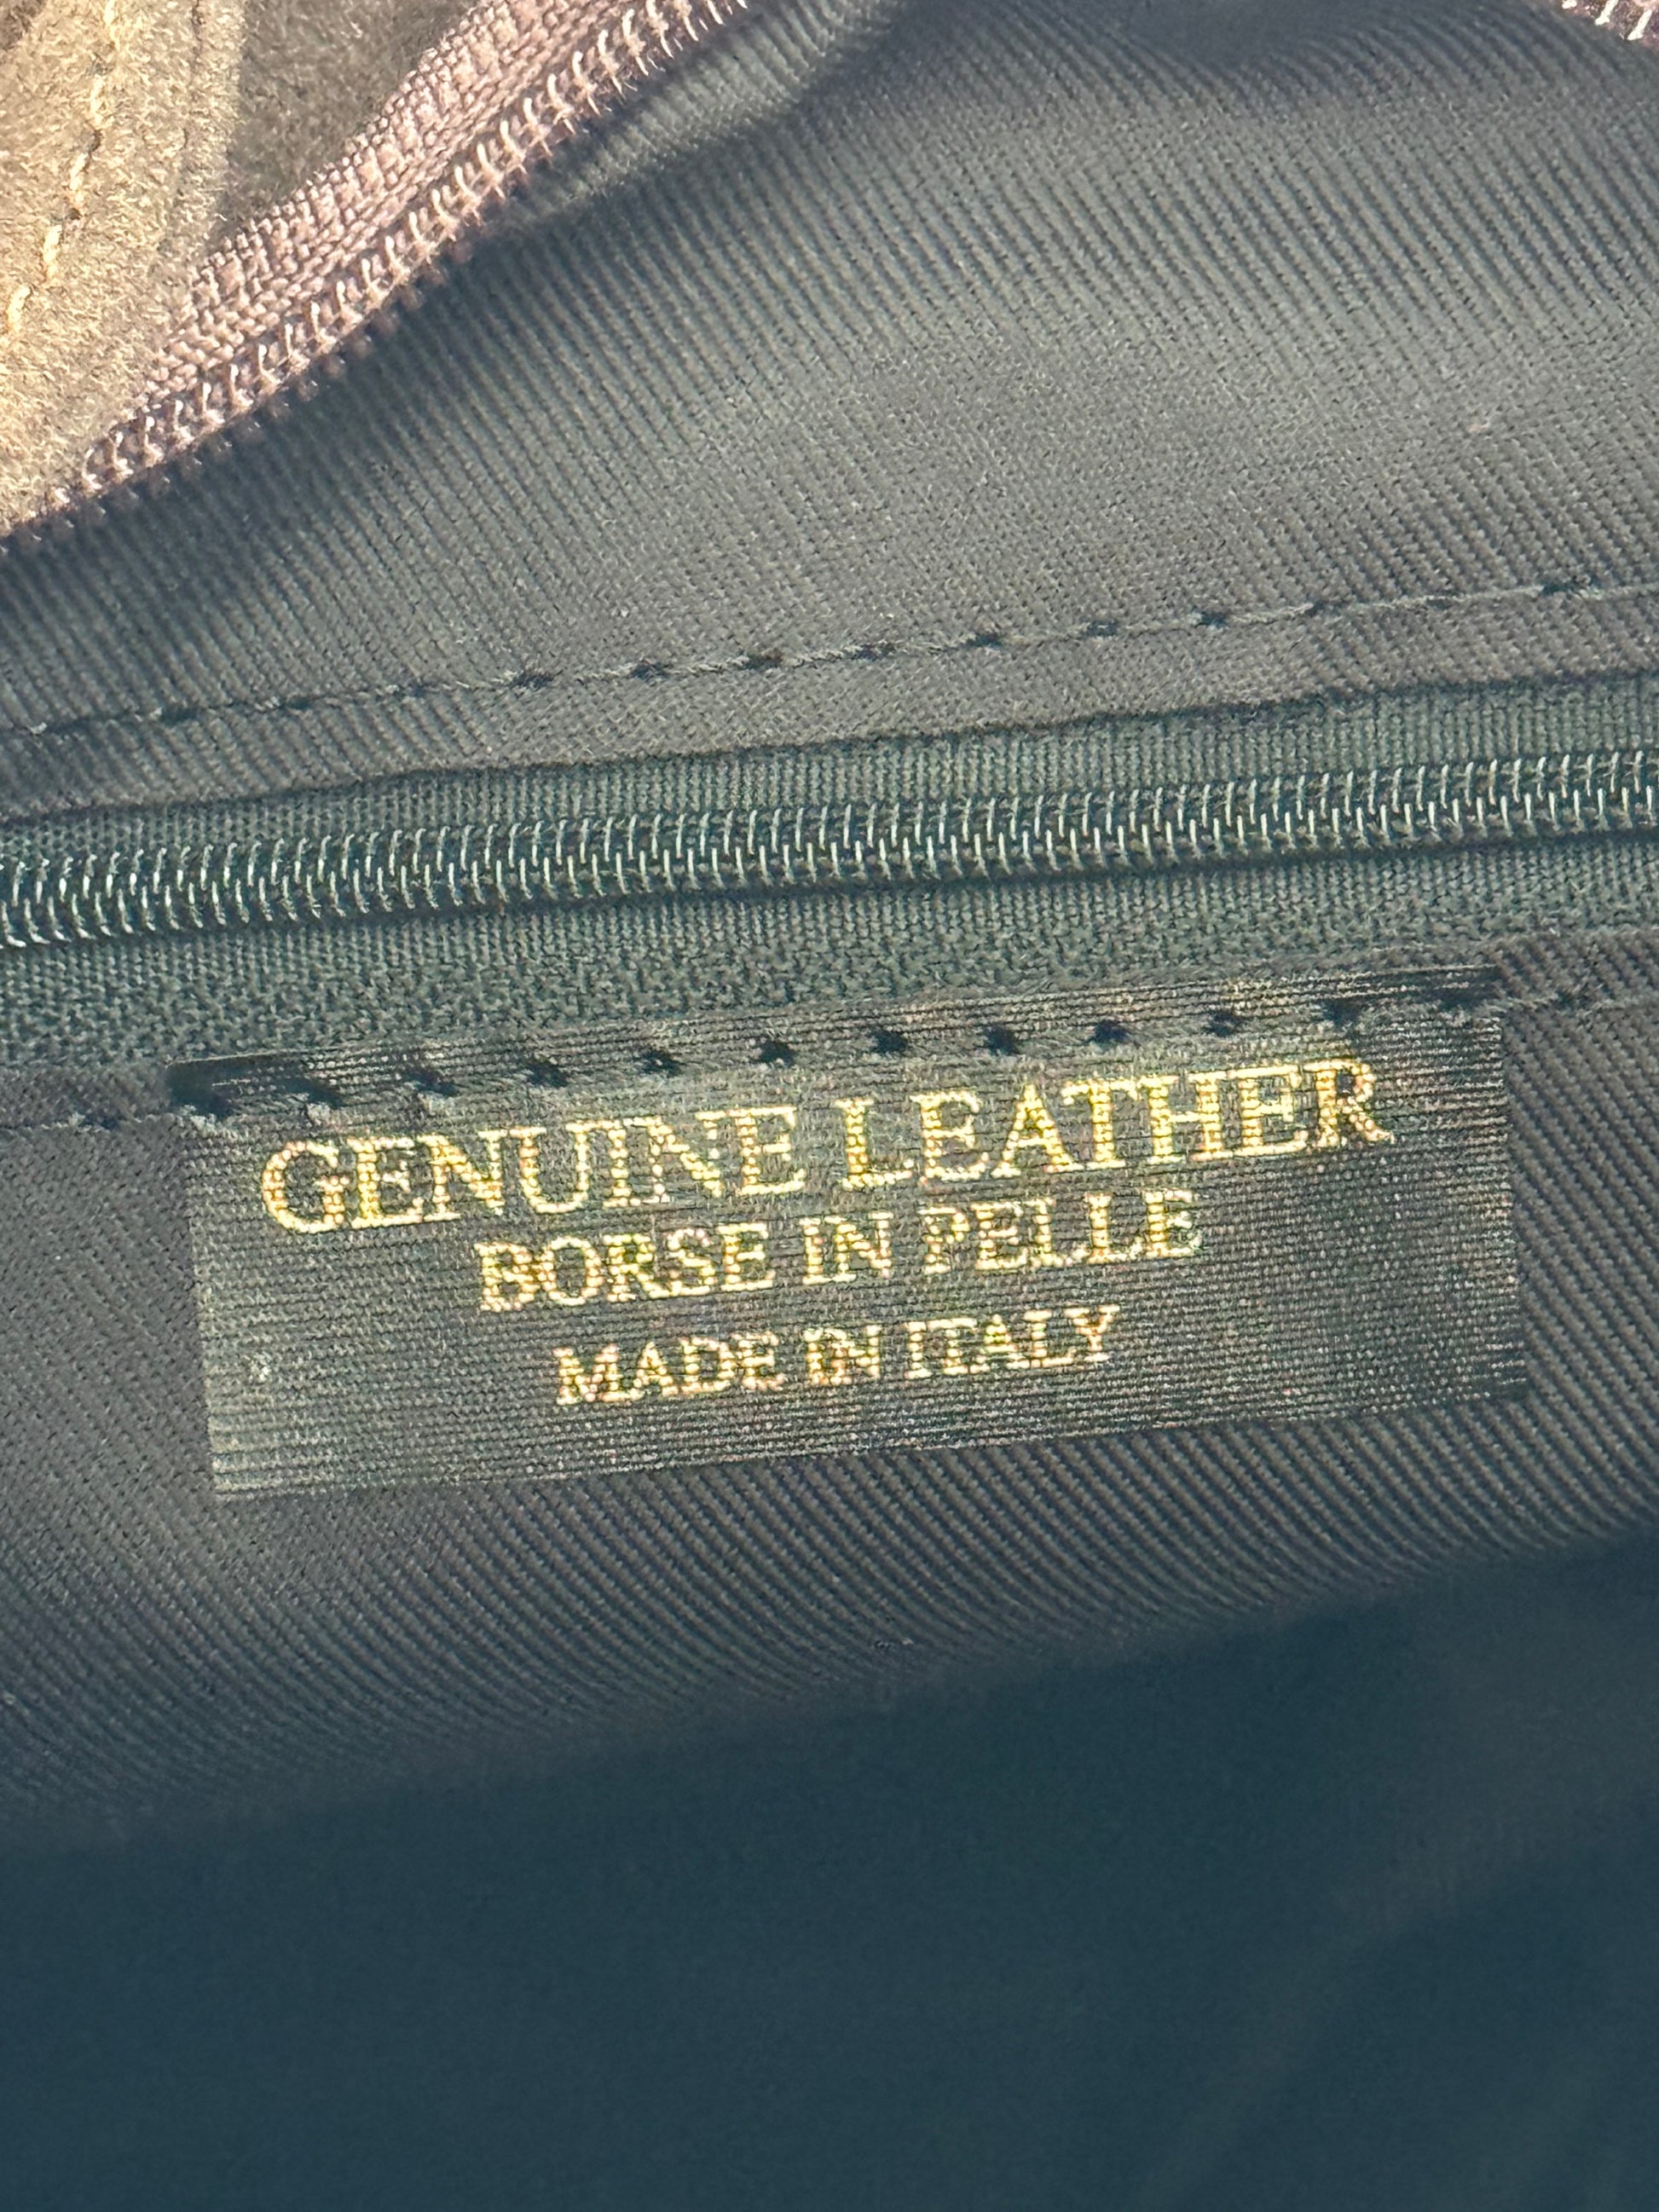 GENUINE LEATHER
BORSE IN PELLE
MADE IN ITALY